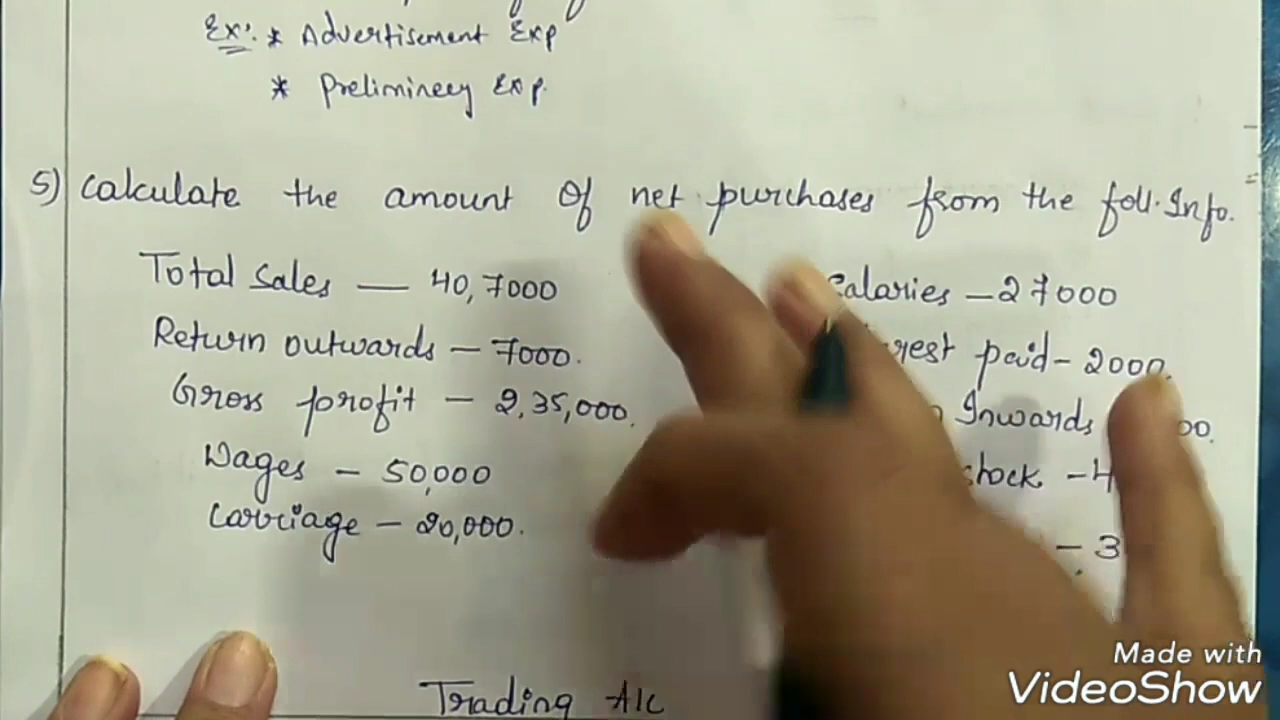 Ex:- * Advertisement Exp
* Preliminery Exp.
5) Calculate the amount of net purchases from the foll. Info.
Total Sales — 40,7000
Salaries — 27000
Return outwards — 7000.
paid - 2000.
Gross profit - 2,35,000.
Inwards
Wages - 50,000
stock -
Carriage - 20,000.
Trading A/C
Made with
VideoShow